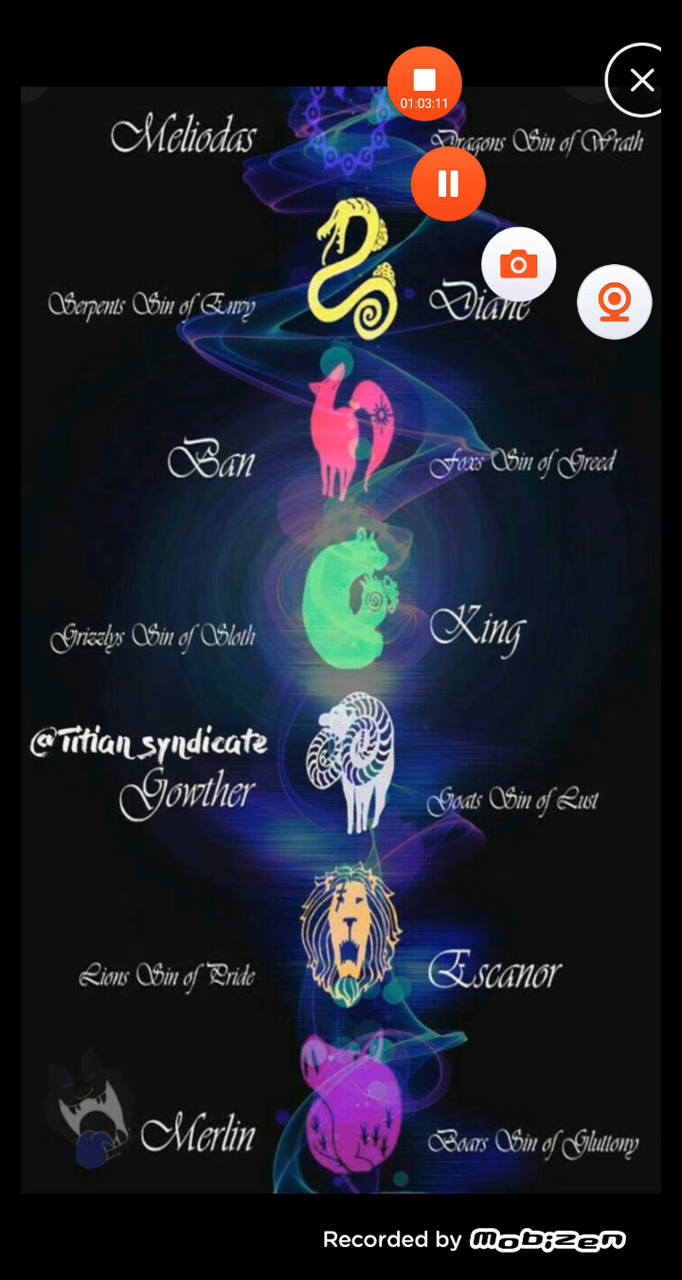 01:03:11
Meliodas
Dragons Sin of Wrath
Serpents Sin of Envy
Diane
Ban
Foxs Sin of Greed
Grizzlys Sin of Sloth
King
@Titian_syndicate
Gowther
Goats Sin of Lust
Lions Sin of Pride
Escanor
Merlin
Boars Sin of Gluttony
Recorded by mobizen